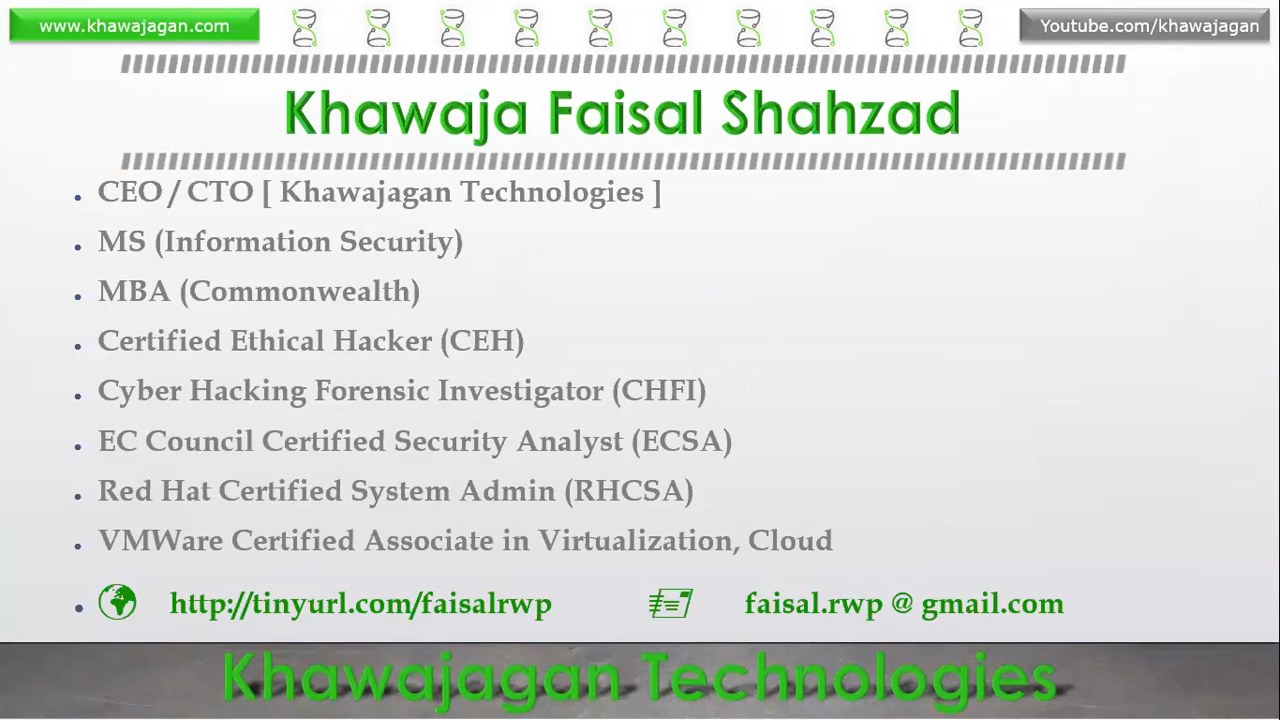 www.khawajagan.com
Youtube.com/khawajagan
Khawaja Faisal Shahzad
• CEO / CTO [ Khawajagan Technologies ]
• MS (Information Security)
• MBA (Commonwealth)
• Certified Ethical Hacker (CEH)
• Cyber Hacking Forensic Investigator (CHFI)
• EC Council Certified Security Analyst (ECSA)
• Red Hat Certified System Admin (RHCSA)
• VMWare Certified Associate in Virtualization, Cloud
• http://tinyurl.com/faisalrwp faisal.rwp @ gmail.com
Khawajagan Technologies